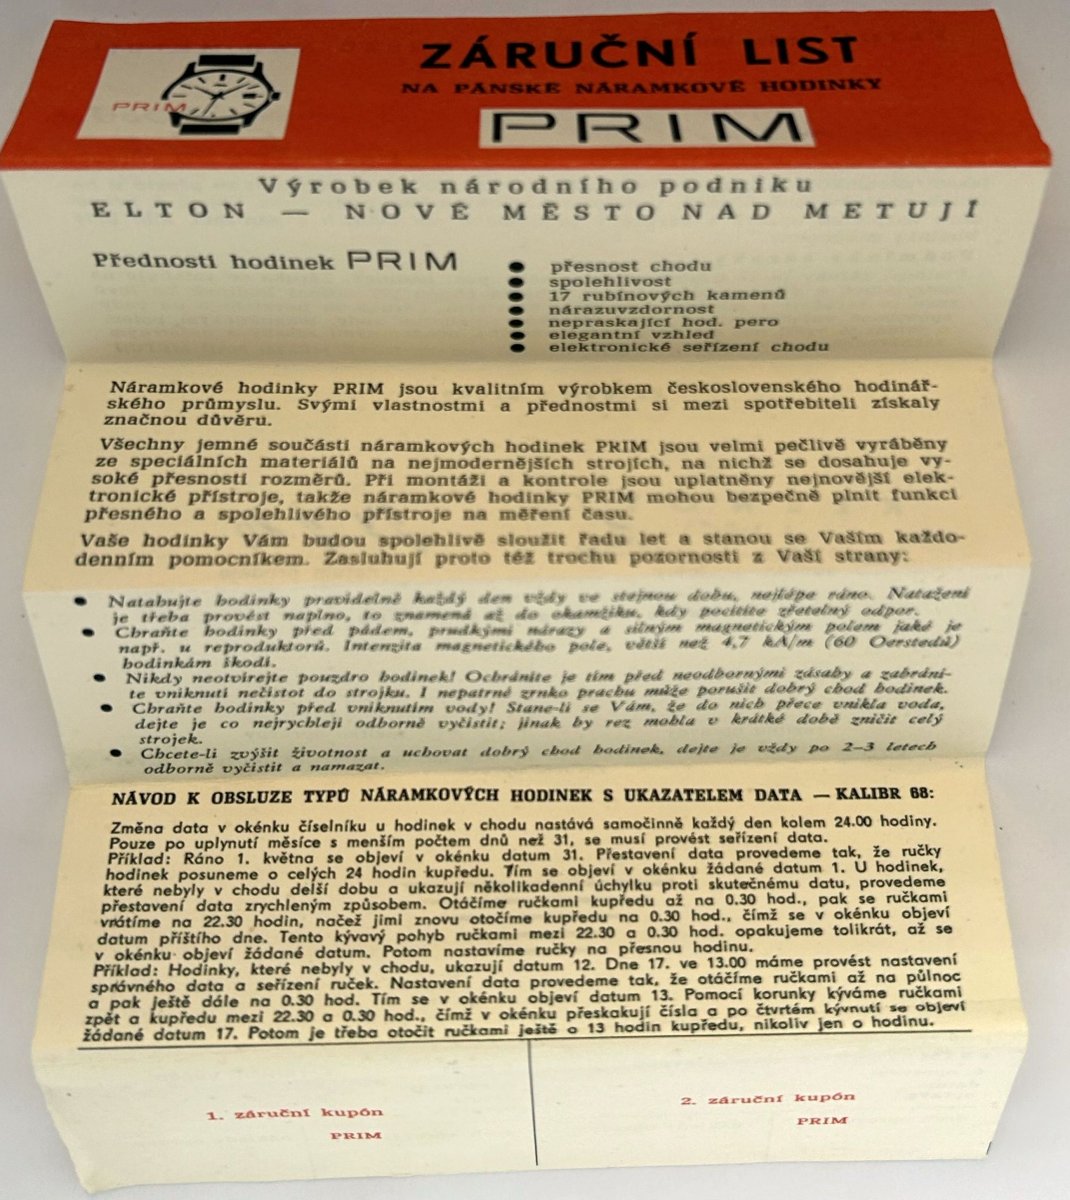 ZÁRUČNÍ LIST
NA PÁNSKÉ NÁRAMKOVÉ HODINKY
PRIM
PRIM
Výrobek národního podniku
ELTON — NOVÉ MĚSTO NAD METUJÍ
Přednosti hodinek PRIM
● přesnost chodu
● spolehlivost
● 17 rubínových kamenů
● nárazuvzdornost
● nepraskající hod. pero
● elegantní vzhled
● elektronické seřízení chodu
Náramkové hodinky PRIM jsou kvalitním výrobkem československého hodinář-
ského průmyslu. Svými vlastnostmi a přednostmi si mezi spotřebiteli získaly
značnou důvěru.
Všechny jemné součásti náramkových hodinek PRIM jsou velmi pečlivě vyráběny
ze speciálních materiálů na nejmodernějších strojích, na nichž se dosahuje vy-
soké přesnosti rozměrů. Při montáži a kontrole jsou uplatněny nejnovější elek-
tronické přístroje, takže náramkové hodinky PRIM mohou bezpečně plnit funkci
přesného a spolehlivého přístroje na měření času.
Vaše hodinky Vám budou spolehlivě sloužit řadu let a stanou se Vaším každo-
denním pomocníkem. Zasluhují proto též trochu pozornosti z Vaší strany:
● Natahujte hodinky pravidelně každý den vždy ve stejnou dobu, nejlépe ráno. Natažení
je třeba provést naplno, to znamená až do okamžiku, kdy pocítíte zřetelný odpor.
● Chraňte hodinky před pádem, prudkými nárazy a silným magnetickým polem jaké je
např. u reproduktorů. Intenzita magnetického pole, větší než 4,7 kA/m (60 Oerstedů)
hodinkám škodí.
● Nikdy neotvírejte pouzdro hodinek! Ochráníte je tím před neodbornými zásahy a zabrání-
te vniknutí nečistot do strojku. I nepatrné zrnko prachu může porušit dobrý chod hodinek.
● Chraňte hodinky před vniknutím vody! Stane-li se Vám, že do nich přece vnikla voda,
dejte je co nejrychleji odborně vyčistit; jinak by rez mohla v krátké době zničit celý
strojek.
● Chcete-li zvýšit životnost a uchovat dobrý chod hodinek, dejte je vždy po 2–3 letech
odborně vyčistit a namazat.
NÁVOD K OBSLUZE TYPŮ NÁRAMKOVÝCH HODINEK S UKAZATELEM DATA — KALIBR 68:
Změna data v okénku číselníku u hodinek v chodu nastává samočinně každý den kolem 24.00 hodiny.
Pouze po uplynutí měsíce s menším počtem dnů než 31, se musí provést seřízení data.
Příklad: Ráno 1. května se objeví v okénku datum 31. Přestavení data provedeme tak, že ručky
hodinek posuneme o celých 24 hodin kupředu. Tím se objeví v okénku žádané datum 1. U hodinek,
které nebyly v chodu delší dobu a ukazují několikadenní úchylku proti skutečnému datu, provedeme
přestavení data zrychleným způsobem. Otáčíme ručkami kupředu až na 0.30 hod., pak se ručkami
vrátíme na 22.30 hodin, načež jimi znovu otočíme kupředu na 0.30 hod., čímž se v okénku objeví
datum příštího dne. Tento kývavý pohyb ručkami mezi 22.30 a 0.30 hod. opakujeme tolikrát, až se
v okénku objeví žádané datum. Potom nastavíme ručky na přesnou hodinu.
Příklad: Hodinky, které nebyly v chodu, ukazují datum 12. Dne 17. ve 13.00 máme provést nastavení
správného data a seřízení ruček. Nastavení data provedeme tak, že otáčíme ručkami až na půlnoc
a pak ještě dále na 0.30 hod. Tím se v okénku objeví datum 13. Pomocí korunky kýváme ručkami
zpět a kupředu mezi 22.30 a 0.30 hod., čímž v okénku přeskakují čísla a po čtvrtém kývnutí se objeví
žádané datum 17. Potom je třeba otočit ručkami ještě o 13 hodin kupředu, nikoliv jen o hodinu.
1. záruční kupón
PRIM
2. záruční kupón
PRIM